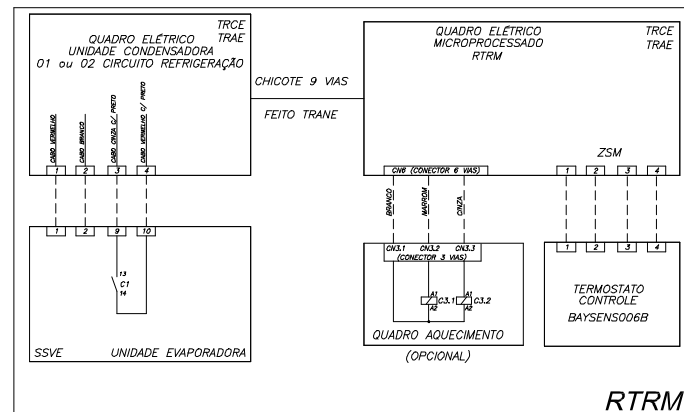 TRCE
TRAE
QUADRO ELÉTRICO
UNIDADE CONDENSADORA
01 ou 02 CIRCUITO REFRIGERAÇÃO
CABO VERMELHO
CABO BRANCO
CABO CINZA C/ PRETO
CABO VERMELHO C/ PRETO
1 2 3 4
1 2 9 10
13
C1
14
SSVE UNIDADE EVAPORADORA
CHICOTE 9 VIAS
FEITO TRANE
QUADRO ELÉTRICO
MICROPROCESSADO
RTRM
TRCE
TRAE
ZSM
CN6 (CONECTOR 6 VIAS)
1 2 3 4
BRANCO
MARROM
CINZA
CN3.1 CN3.2 CN3.3
(CONECTOR 3 VIAS)
A1 A1
C3.1 C3.2
A2 A2
QUADRO AQUECIMENTO
(OPCIONAL)
1 2 3 4
TERMOSTATO
CONTROLE
BAYSENS006B
RTRM